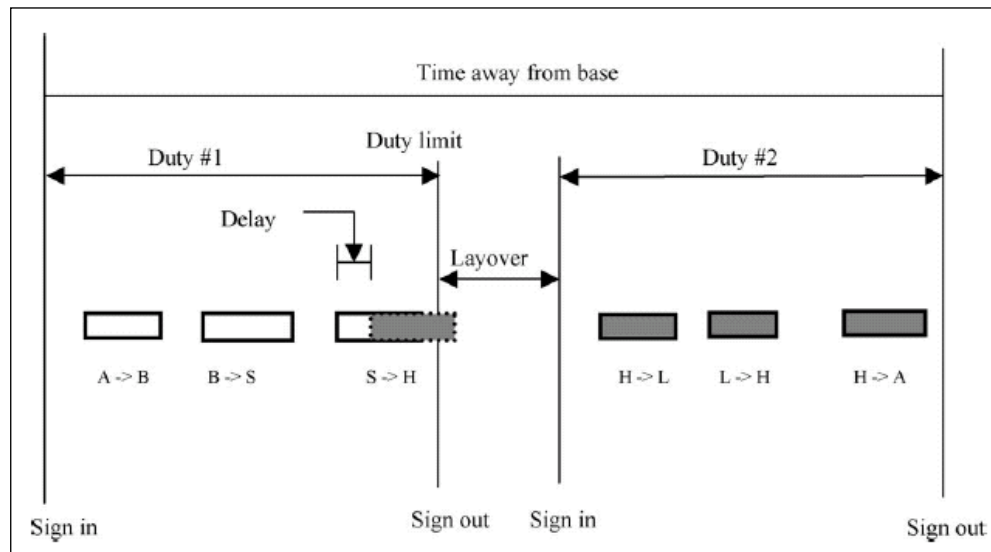 Time away from base
Duty limit
Duty #1
Duty #2
Delay
Layover
A -> B
B -> S
S -> H
H -> L
L -> H
H -> A
Sign in
Sign out
Sign in
Sign out